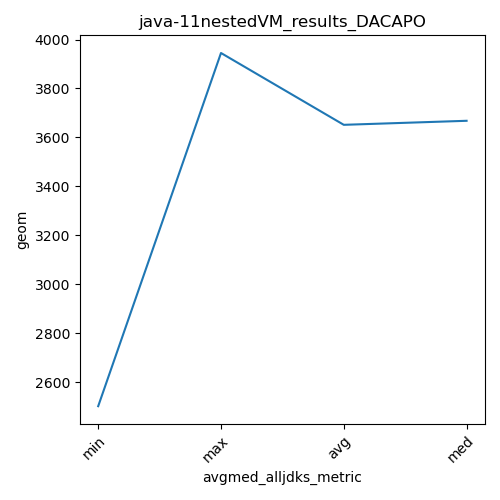 java-11nestedVM_results_DACAPO
geom
4000
3800
3600
3400
3200
3000
2800
2600
min
max
avg
med
avgmed_alljdks_metric